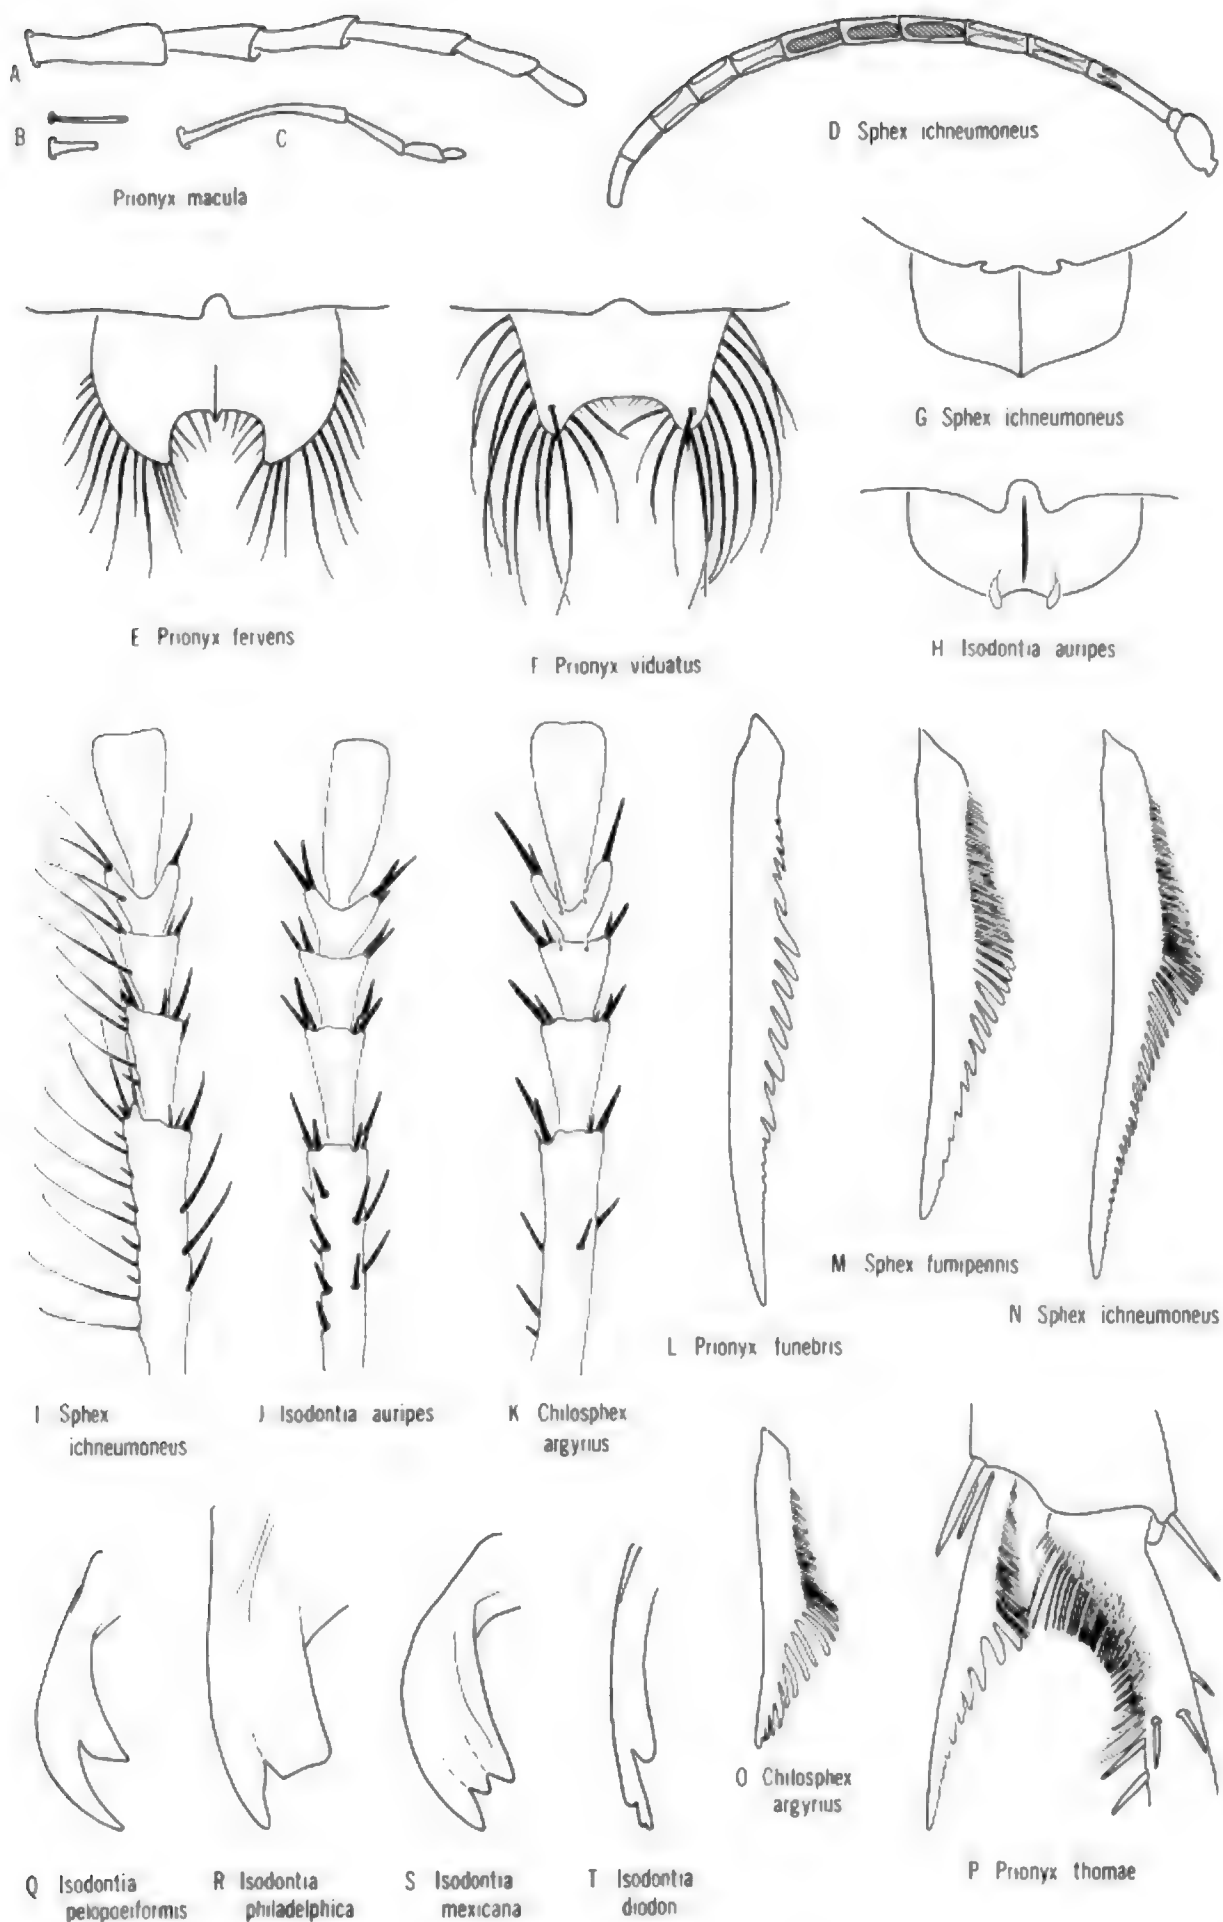 A
B
C
Prionyx macula
D Sphex ichneumoneus
G Sphex ichneumoneus
E Prionyx fervens
F Prionyx viduatus
H Isodontia auripes
I Sphex
ichneumoneus
J Isodontia auripes
K Chilosphex
argyrius
L Prionyx funebris
M Sphex fumipennis
N Sphex ichneumoneus
O Chilosphex
argyrius
P Prionyx thomae
Q Isodontia
pelopoeiformis
R Isodontia
philadelphica
S Isodontia
mexicana
T Isodontia
diodon